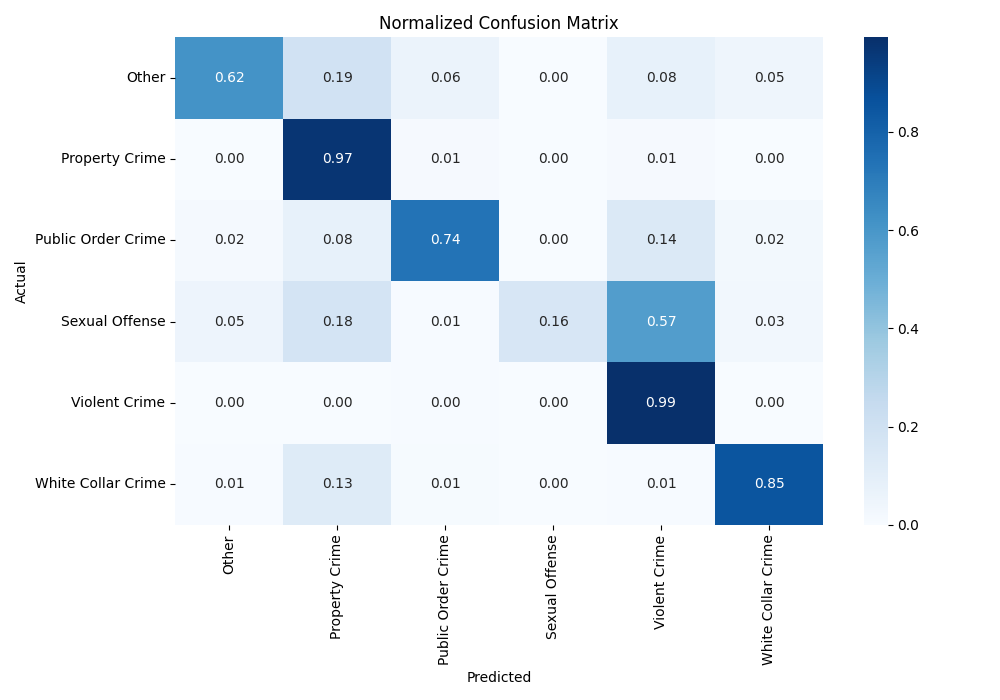 Normalized Confusion Matrix
Other 0.62 0.19 0.06 0.00 0.08 0.05
Property Crime 0.00 0.97 0.01 0.00 0.01 0.00
Public Order Crime 0.02 0.08 0.74 0.00 0.14 0.02
Sexual Offense 0.05 0.18 0.01 0.16 0.57 0.03
Violent Crime 0.00 0.00 0.00 0.00 0.99 0.00
White Collar Crime 0.01 0.13 0.01 0.00 0.01 0.85
Actual
Other
Property Crime
Public Order Crime
Sexual Offense
Violent Crime
White Collar Crime
Predicted
0.8
0.6
0.4
0.2
0.0